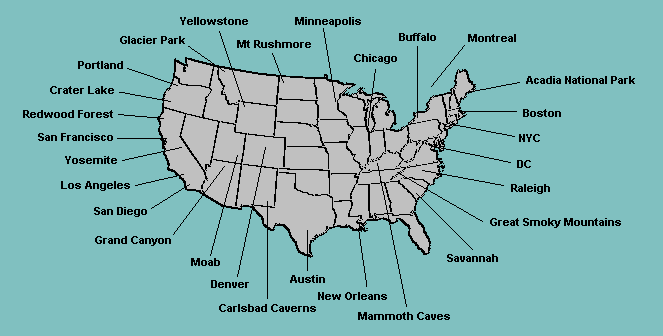 Yellowstone
Minneapolis
Glacier Park
Mt Rushmore
Buffalo
Montreal
Chicago
Portland
Acadia National Park
Crater Lake
Redwood Forest
Boston
San Francisco
NYC
Yosemite
DC
Los Angeles
Raleigh
San Diego
Great Smoky Mountains
Grand Canyon
Savannah
Moab
Denver
Austin
New Orleans
Carlsbad Caverns
Mammoth Caves